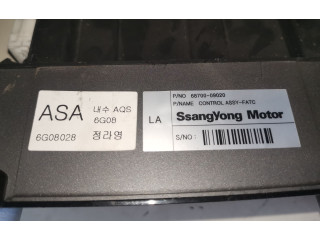 ASA 내수 AQS
6G08
6G08028 정라영
LA
P/NO 68700-09020
P/NAME CONTROL ASSY-FATC
SsangYong Motor
S/NO